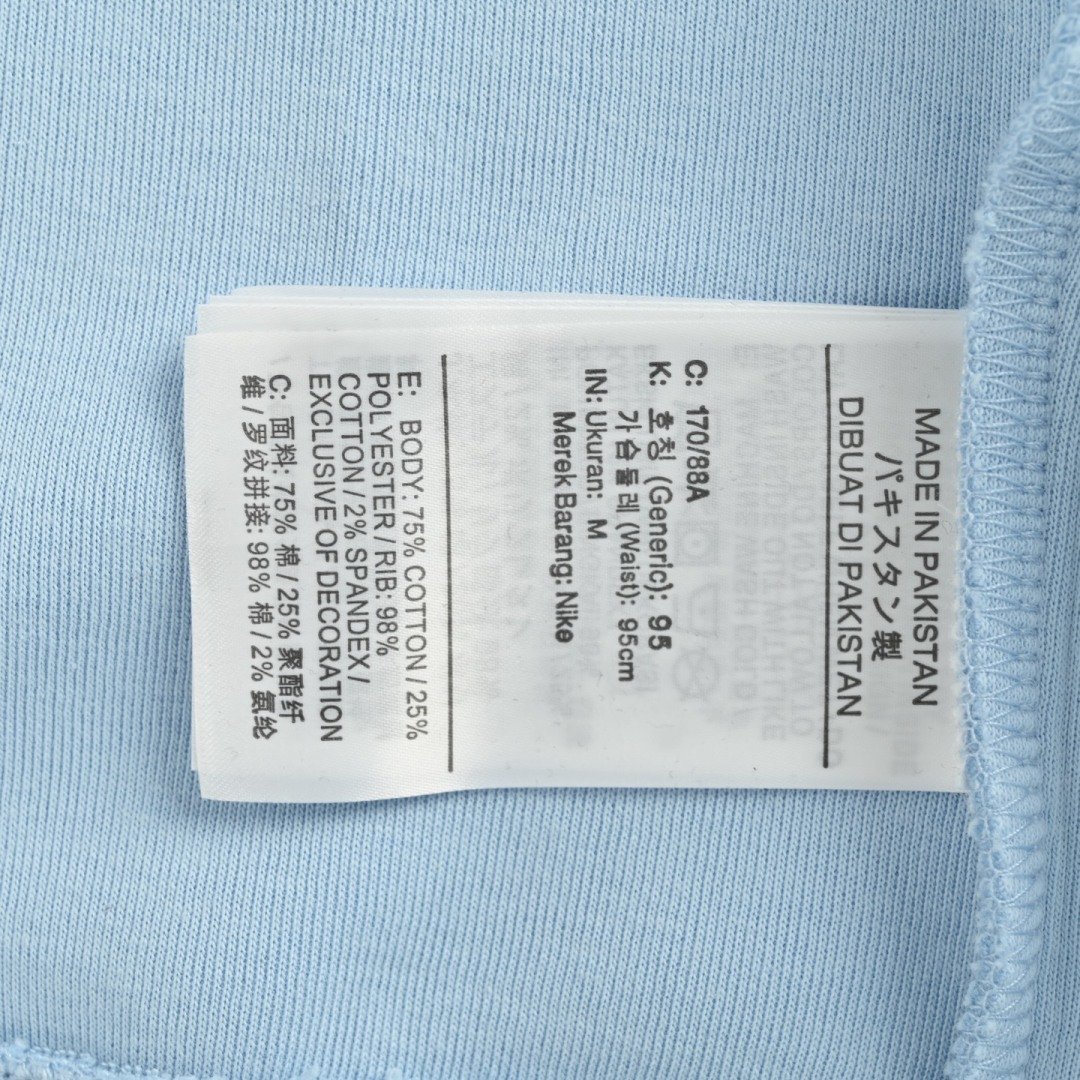 MADE IN PAKISTAN
パキスタン製
DIBUAT DI PAKISTAN
C: 170/88A
K: 호칭 (Generic): 95
가슴둘레 (Waist): 95cm
IN: Ukuran: M
Merek Barang: Nike
E: BODY: 75% COTTON / 25%
POLYESTER / RIB: 98%
COTTON / 2% SPANDEX /
EXCLUSIVE OF DECORATION
C: 面料: 75% 棉 / 25% 聚酯纤
维 / 罗纹拼接: 98% 棉 / 2% 氨纶